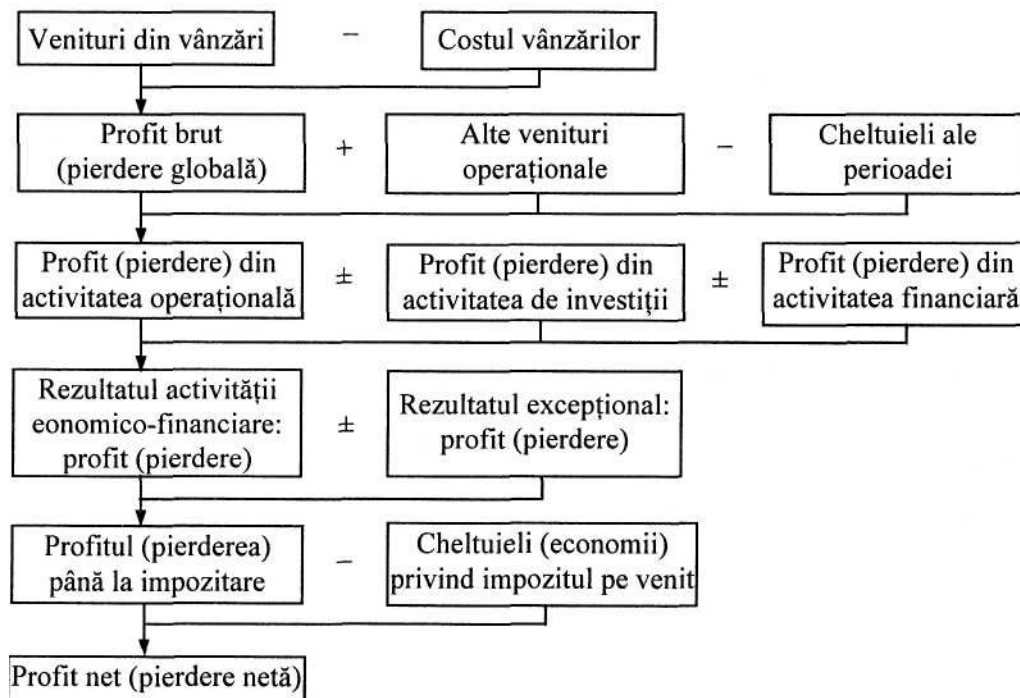 Venituri din vânzări − Costul vânzărilor
Profit brut
(pierdere globală)
+
Alte venituri
operaționale
−
Cheltuieli ale
perioadei
Profit (pierdere) din
activitatea operațională
±
Profit (pierdere) din
activitatea de investiții
±
Profit (pierdere) din
activitatea financiară
Rezultatul activității
eonomico-financiare:
profit (pierdere)
±
Rezultatul excepțional:
profit (pierdere)
Profitul (pierderea)
până la impozitare
−
Cheltuieli (economii)
privind impozitul pe venit
Profit net (pierdere netă)